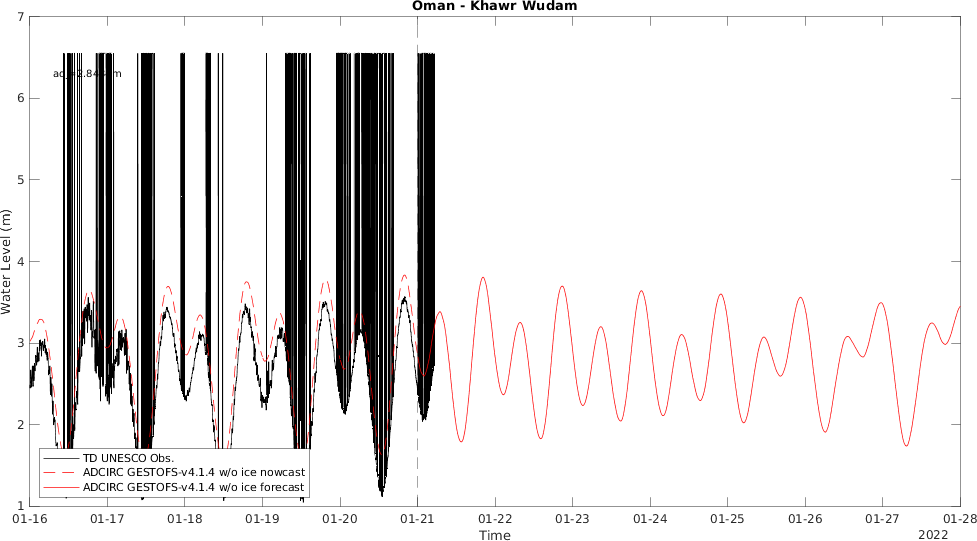 Oman - Khawr Wudam
7
6
5
4
3
2
1
Water Level (m)
TD UNESCO Obs.
ADCIRC GESTOFS-v4.1.4 w/o ice nowcast
ADCIRC GESTOFS-v4.1.4 w/o ice forecast
01-16 01-17 01-18 01-19 01-20 01-21 01-22 01-23 01-24 01-25 01-26 01-27 01-28
Time
2022